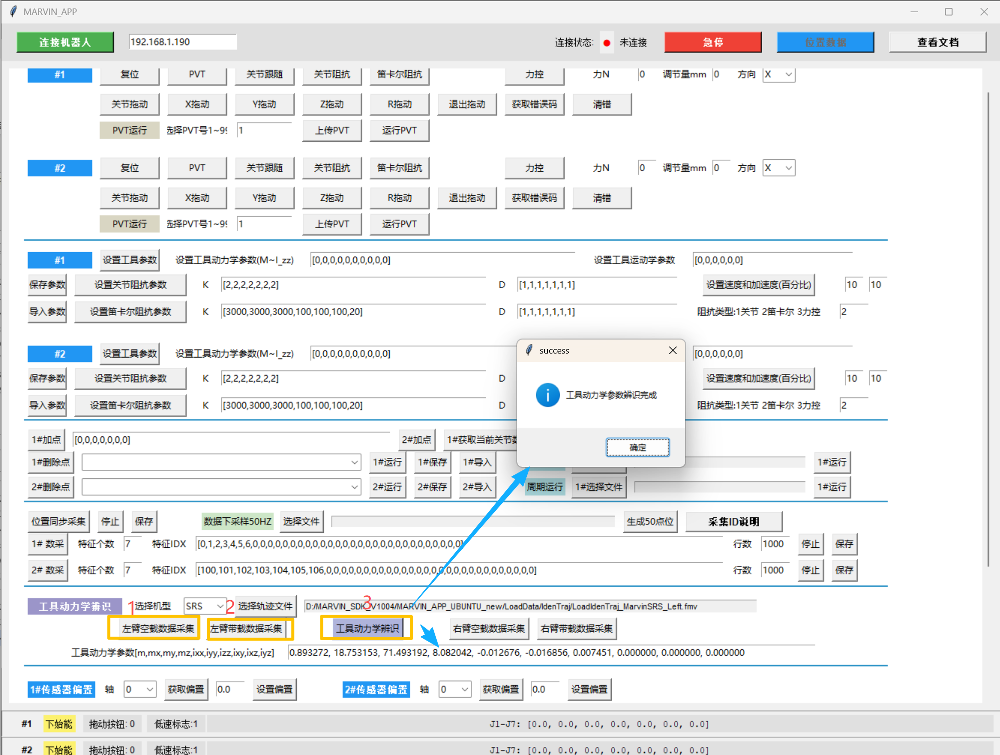 MARVIN_APP
连接机器人 192.168.1.190 连接状态: 未连接 急停 位置数据 查看文档
#1 复位 PVT 关节跟随 关节阻抗 笛卡尔阻抗 力控 力N 0 调节量mm 0 方向 X
关节拖动 X拖动 Y拖动 Z拖动 R拖动 退出拖动 获取错误码 清错
PVT运行 选择PVT号1~99 1 上传PVT 运行PVT
#2 复位 PVT 关节跟随 关节阻抗 笛卡尔阻抗 力控 力N 0 调节量mm 0 方向 X
关节拖动 X拖动 Y拖动 Z拖动 R拖动 退出拖动 获取错误码 清错
PVT运行 选择PVT号1~99 1 上传PVT 运行PVT
#1 设置工具参数 设置工具动力学参数(M~I_zz) [0,0,0,0,0,0,0,0,0,0] 设置工具运动学参数 [0,0,0,0,0,0]
保存参数 设置关节阻抗参数 K [2,2,2,2,2,2,2] D [1,1,1,1,1,1,1] 设置速度和加速度(百分比) 10 10
导入参数 设置笛卡尔阻抗参数 K [3000,3000,3000,100,100,100,20] D [1,1,1,1,1,1,1] 阻抗类型:1关节 2笛卡尔 3力控 2
#2 设置工具参数 设置工具动力学参数(M~I_zz) [0,0,0,0,0,0,0,0,0,0] [0,0,0,0,0,0]
保存参数 设置关节阻抗参数 K [2,2,2,2,2,2,2] D 设置速度和加速度(百分比) 10 10
导入参数 设置笛卡尔阻抗参数 K [3000,3000,3000,100,100,100,20] D 阻抗类型:1关节 2笛卡尔 3力控 2
success
工具动力学参数辨识完成
确定
1#加点 [0,0,0,0,0,0,0] 2#加点 1#获取当前关节数
1#删除点 1#运行 1#保存 1#导入 1#运行
2#删除点 2#运行 2#保存 2#导入 周期运行 1#选择文件 1#运行
位置同步采集 停止 保存 数据下采样50HZ 选择文件 生成50点位 采集ID说明
1# 数采 特征个数 7 特征IDX [0,1,2,3,4,5,6,0,0,0,0,0,0,0,0,0,0,0,0,0,0,0,0,0,0,0,0,0,0,0,0,0,0,0,0] 行数 1000 停止 保存
2# 数采 特征个数 7 特征IDX [100,101,102,103,104,105,106,0,0,0,0,0,0,0,0,0,0,0,0,0,0,0,0,0,0,0,0,0,0,0,0,0,0,0,0] 行数 1000 停止 保存
工具动力学辨识 1 选择机型 SRS 2 选择轨迹文件 D:/MARVIN_SDK_V1004/MARVIN_APP_UBUNTU_new/LoadData/IdenTraj/LoadIdenTraj_MarvinSRS_Left.fmv 3
左臂空载数据采集 左臂带载数据采集 工具动力学辨识 右臂空载数据采集 右臂带载数据采集
工具动力学参数[m,mx,my,mz,ixx,iyy,izz,ixy,ixz,iyz] 0.893272, 18.753153, 71.493192, 8.082042, -0.012676, -0.016856, 0.007451, 0.000000, 0.000000, 0.000000
1#传感器偏置 轴 0 获取偏置 0.0 设置偏置 2#传感器偏置 轴 0 获取偏置 0.0 设置偏置
#1 下始能 拖动按钮: 0 低速标志:1 J1-J7: [0.0, 0.0, 0.0, 0.0, 0.0, 0.0, 0.0]
#2 下始能 拖动按钮: 0 低速标志:1 J1-J7: [0.0, 0.0, 0.0, 0.0, 0.0, 0.0, 0.0]